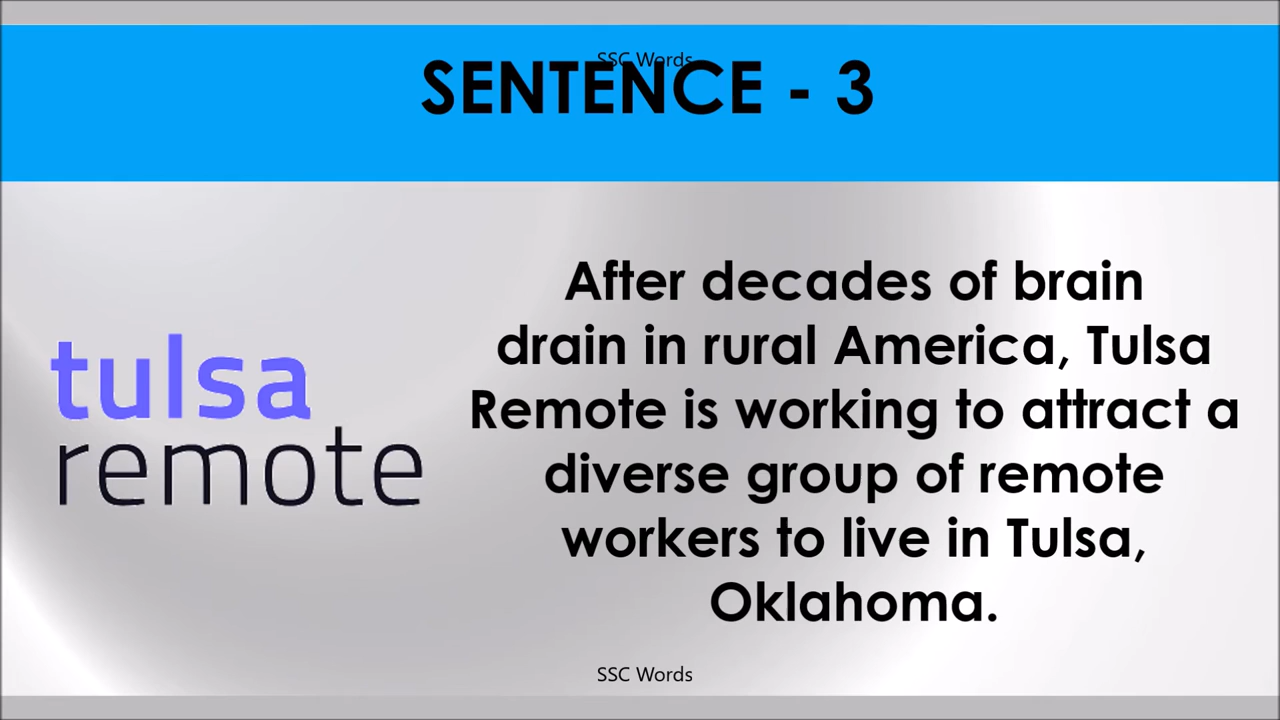 SSC Words
SENTENCE - 3
tulsa
remote
After decades of brain
drain in rural America, Tulsa
Remote is working to attract a
diverse group of remote
workers to live in Tulsa,
Oklahoma.
SSC Words